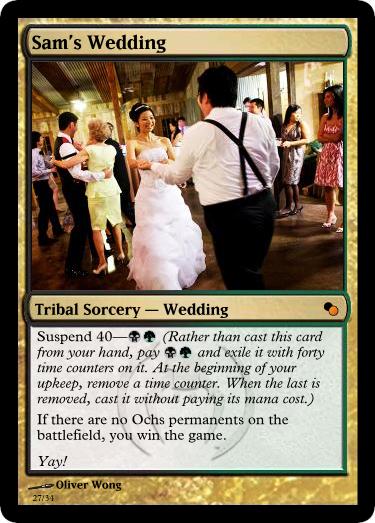 Sam's Wedding
Tribal Sorcery — Wedding
Suspend 40— (Rather than cast this card
from your hand, pay and exile it with forty
time counters on it. At the beginning of your
upkeep, remove a time counter. When the last is
removed, cast it without paying its mana cost.)
If there are no Ochs permanents on the
battlefield, you win the game.
Yay!
Oliver Wong
27/34